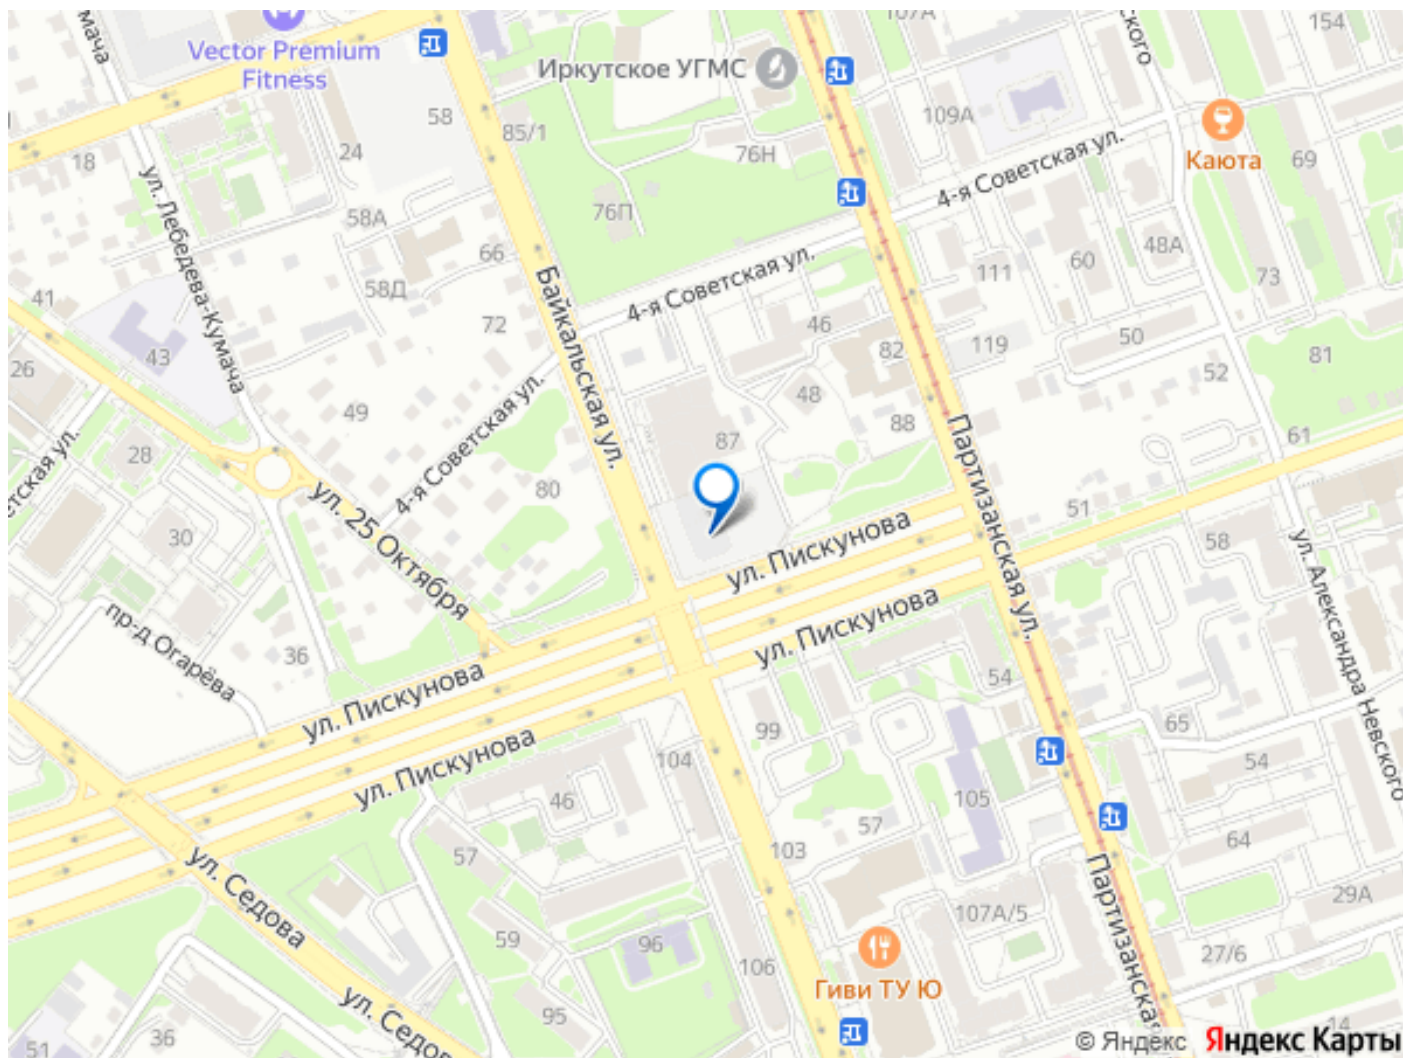 107А
154
Vector Premium
Fitness
Иркутское УГМС
58
85/1
109А
18
24
76Н
4-я Советская ул.
Каюта
69
ул. Лебедева-Кумача
58А
76П
66
111
60
48А
73
41
58Д
Байкальская ул.
4-я Советская ул.
72
46
43
82
119
50
81
26
52
49
4-я Советская ул.
48
88
87
Партизанская ул.
61
28
80
ул. 25 Октября
30
ул. Пискунова
51
58
ул. Александра Невского
пр-д Огарёва
ул. Пискунова
36
54
ул. Пискунова
99
65
ул. Пискунова
104
54
46
105
57
57
64
103
ул. Седова
Партизанская
29А
107А/5
59
96
27/6
106
Гиви ТУ Ю
ул. Седо
95
36
51
14
© Яндекс Яндекс Карты